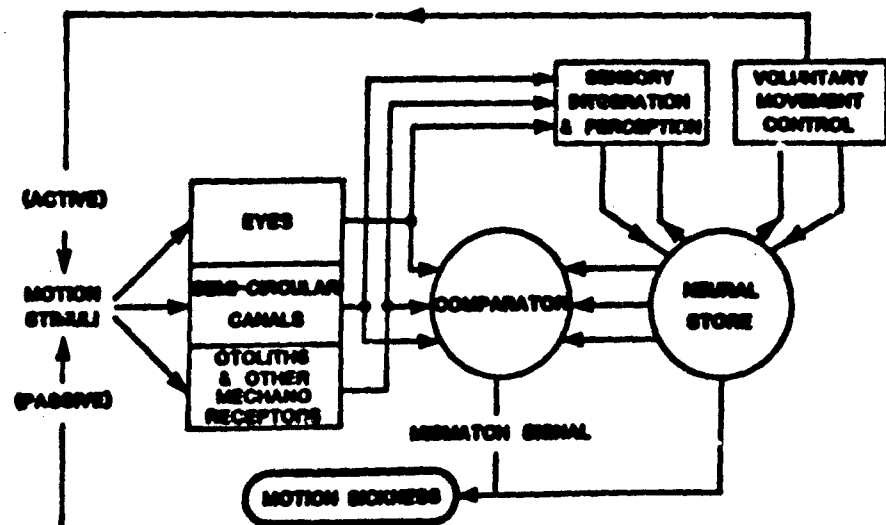 SENSORY
INTEGRATION
& PERCEPTION
VOLUNTARY
MOVEMENT
CONTROL
(ACTIVE)
MOTION
STIMULI
(PASSIVE)
EYES
SEMI-CIRCULAR
CANALS
OTOLITHS
& OTHER
MECHANO
RECEPTORS
COMPARATOR
NEURAL
STORE
MISMATCH SIGNAL
MOTION SICKNESS